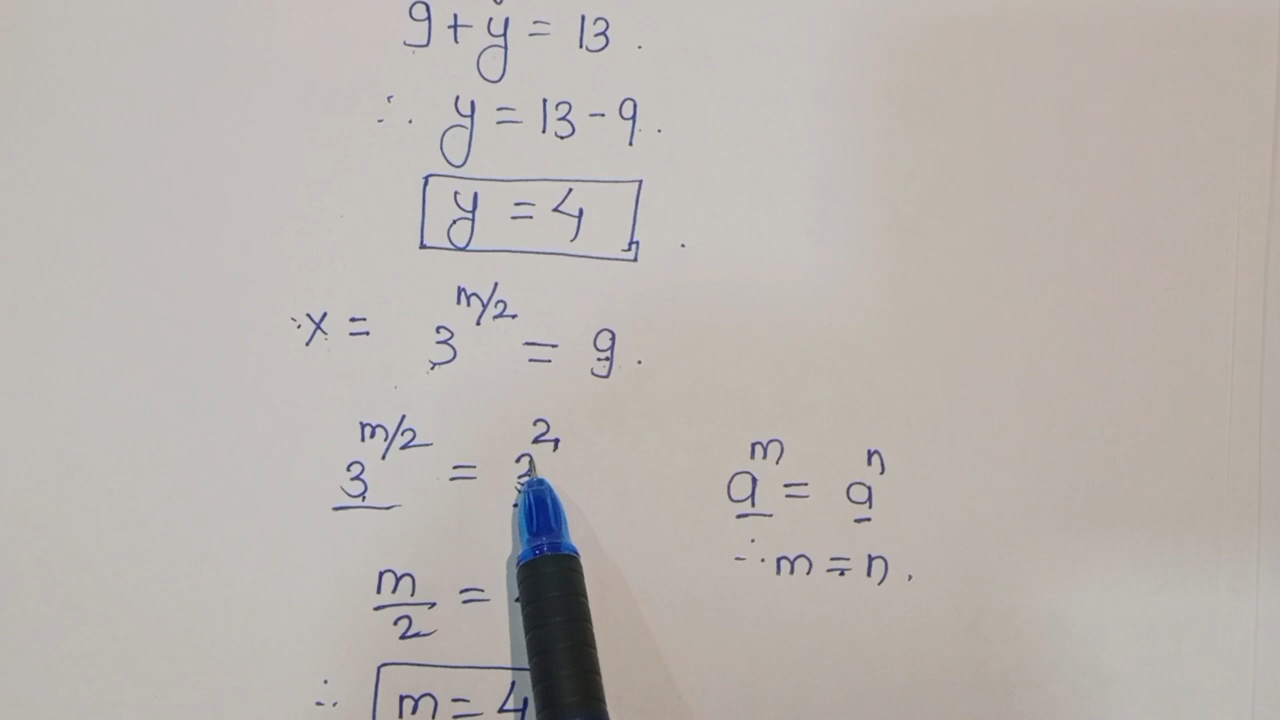 9 + y = 13 .
∴ y = 13 - 9 .
y = 4 .
∴ x = 3^{m/2} = 9 .
3^{m/2} = 3^2
a^m = a^n
∴ m = n .
m/2 =
∴ m = 4